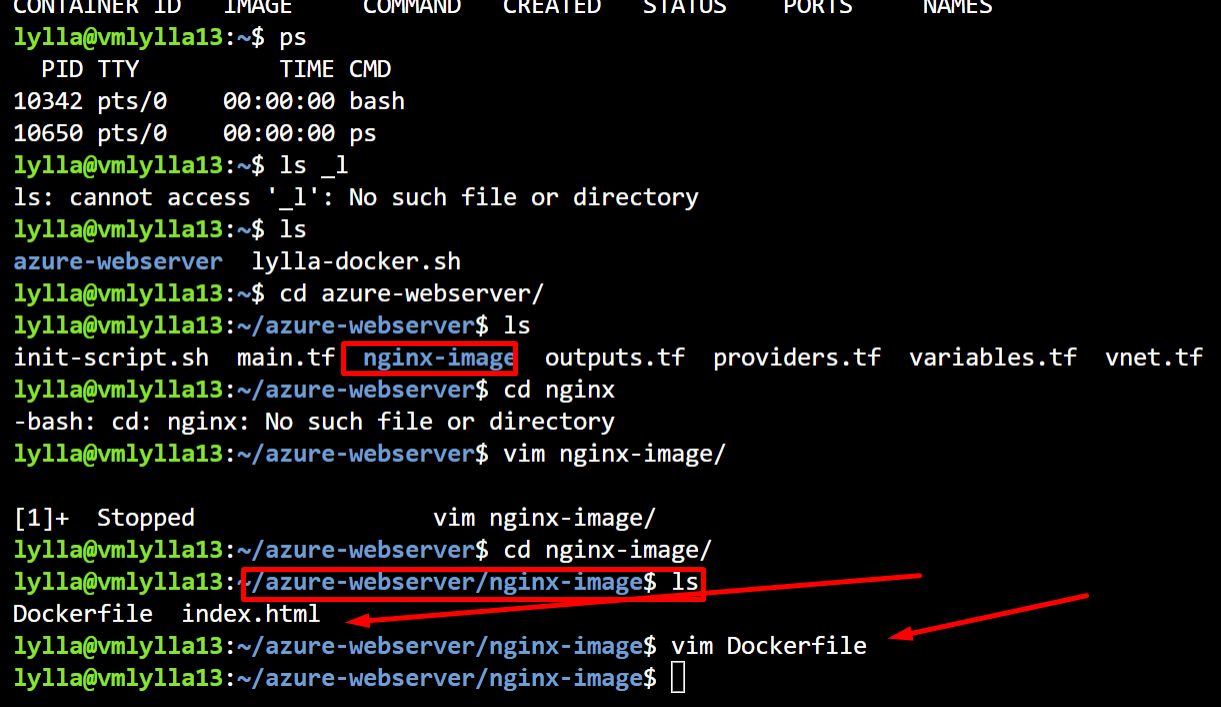 CONTAINER ID   IMAGE     COMMAND   CREATED   STATUS    PORTS     NAMES
lylla@vmlylla13:~$ ps
  PID TTY          TIME CMD
10342 pts/0    00:00:00 bash
10650 pts/0    00:00:00 ps
lylla@vmlylla13:~$ ls _l
ls: cannot access '_l': No such file or directory
lylla@vmlylla13:~$ ls
azure-webserver  lylla-docker.sh
lylla@vmlylla13:~$ cd azure-webserver/
lylla@vmlylla13:~/azure-webserver$ ls
init-script.sh  main.tf  nginx-image  outputs.tf  providers.tf  variables.tf  vnet.tf
lylla@vmlylla13:~/azure-webserver$ cd nginx
-bash: cd: nginx: No such file or directory
lylla@vmlylla13:~/azure-webserver$ vim nginx-image/
[1]+  Stopped                 vim nginx-image/
lylla@vmlylla13:~/azure-webserver$ cd nginx-image/
lylla@vmlylla13:~/azure-webserver/nginx-image$ ls
Dockerfile  index.html
lylla@vmlylla13:~/azure-webserver/nginx-image$ vim Dockerfile
lylla@vmlylla13:~/azure-webserver/nginx-image$